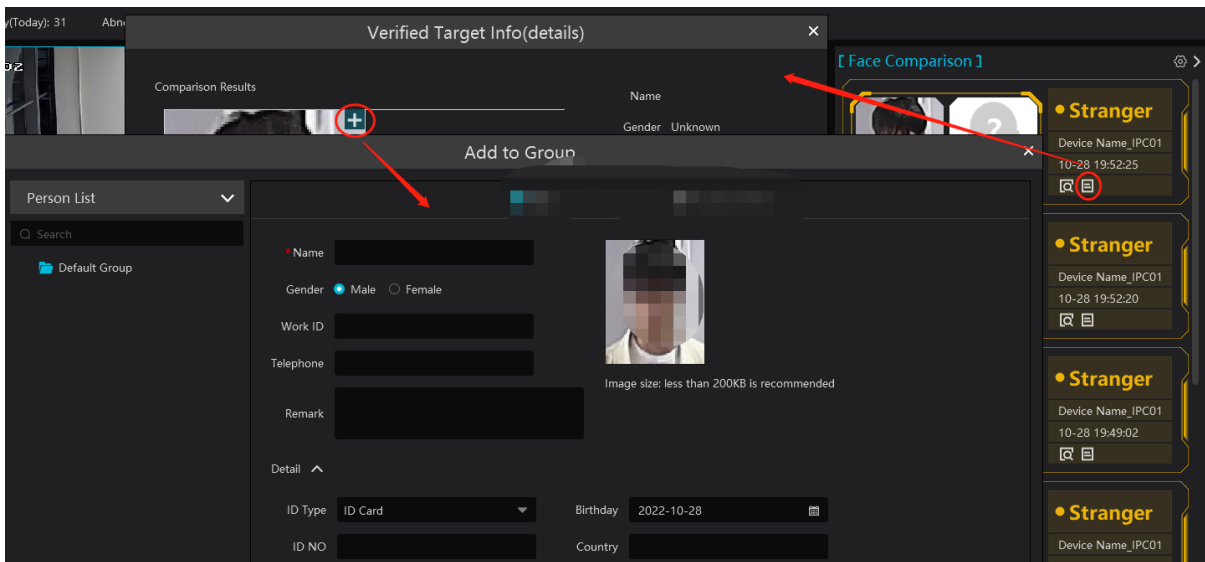 y(Today): 31
Abn
Verified Target Info(details)
×
Comparison Results
Name
Gender Unknown
[ Face Comparison ]
Stranger
Device Name_IPC01
10-28 19:52:25
Add to Group
×
Person List
Search
Default Group
*Name
Gender Male Female
Work ID
Telephone
Remark
Image size: less than 200KB is recommended
Detail
ID Type ID Card
Birthday 2022-10-28
ID NO
Country
Stranger
Device Name_IPC01
10-28 19:52:20
Stranger
Device Name_IPC01
10-28 19:49:02
Stranger
Device Name_IPC01